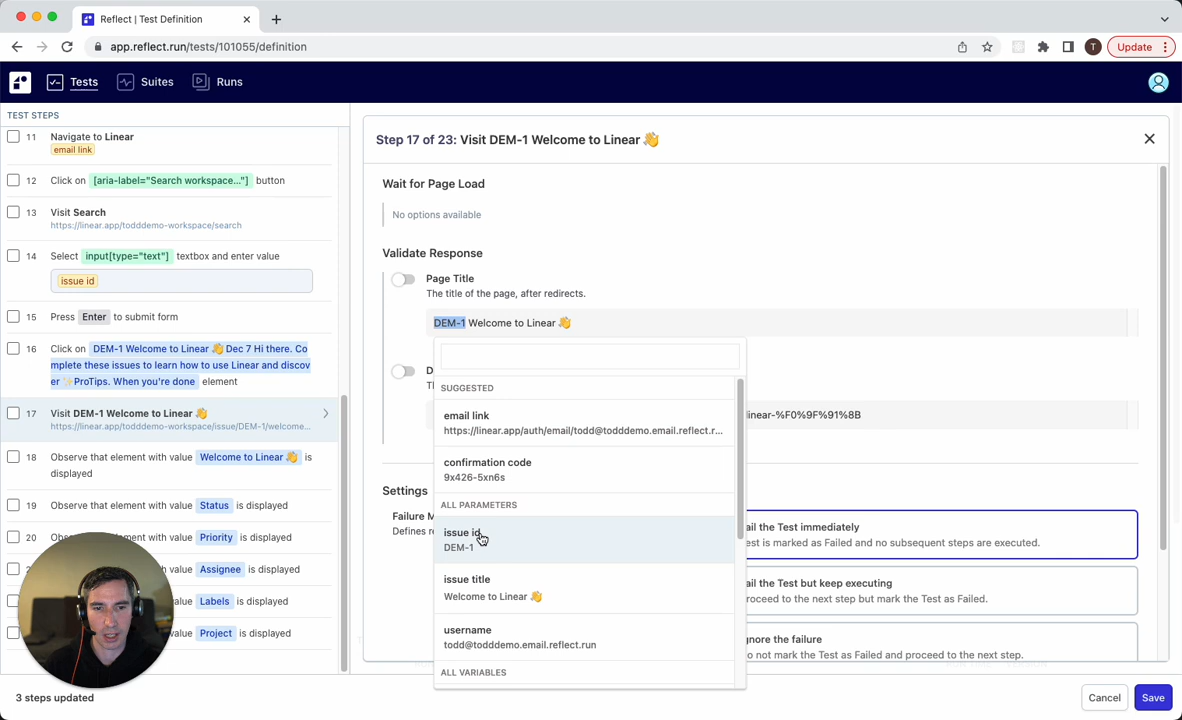 Reflect | Test Definition
app.reflect.run/tests/101055/definition
T
Update
Tests
Suites
Runs
TEST STEPS
11 Navigate to Linear
email link
12 Click on [aria-label="Search workspace..."] button
13 Visit Search
https://linear.app/todddemo-workspace/search
14 Select input[type="text"] textbox and enter value
issue id
15 Press Enter to submit form
16 Click on DEM-1 Welcome to Linear 👋 Dec 7 Hi there. Co
mplete these issues to learn how to use Linear and discov
er ✨ProTips. When you're done element
17 Visit DEM-1 Welcome to Linear 👋
https://linear.app/todddemo-workspace/issue/DEM-1/welcome...
18 Observe that element with value Welcome to Linear 👋 is
displayed
19 Observe that element with value Status is displayed
20 Observe that element with value Priority is displayed
h value Assignee is displayed
value Labels is displayed
value Project is displayed
3 steps updated
Step 17 of 23: Visit DEM-1 Welcome to Linear 👋
Wait for Page Load
No options available
Validate Response
Page Title
The title of the page, after redirects.
DEM-1 Welcome to Linear 👋
SUGGESTED
email link
https://linear.app/auth/email/todd@todddemo.email.reflect.r...
inear-%F0%9F%91%8B
confirmation code
9x426-5xn6s
Settings
ALL PARAMETERS
Failure M
Defines re
issue id
DEM-1
issue title
Welcome to Linear 👋
username
todd@todddemo.email.reflect.run
ALL VARIABLES
ail the Test immediately
est is marked as Failed and no subsequent steps are executed.
ail the Test but keep executing
roceed to the next step but mark the Test as Failed.
gnore the failure
o not mark the Test as Failed and proceed to the next step.
Cancel
Save